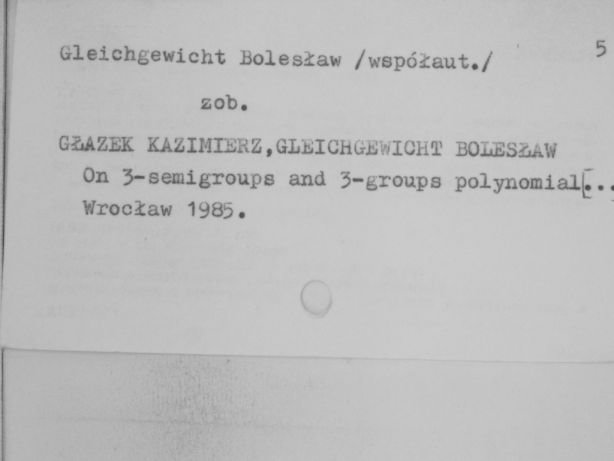 5
Gleichgewicht Bolesław /współaut./
zob.
GŁAZEK KAZIMIERZ,GLEICHGEWICHT BOLESŁAW
On 3-semigroups and 3-groups polynomial[...
Wrocław 1985.